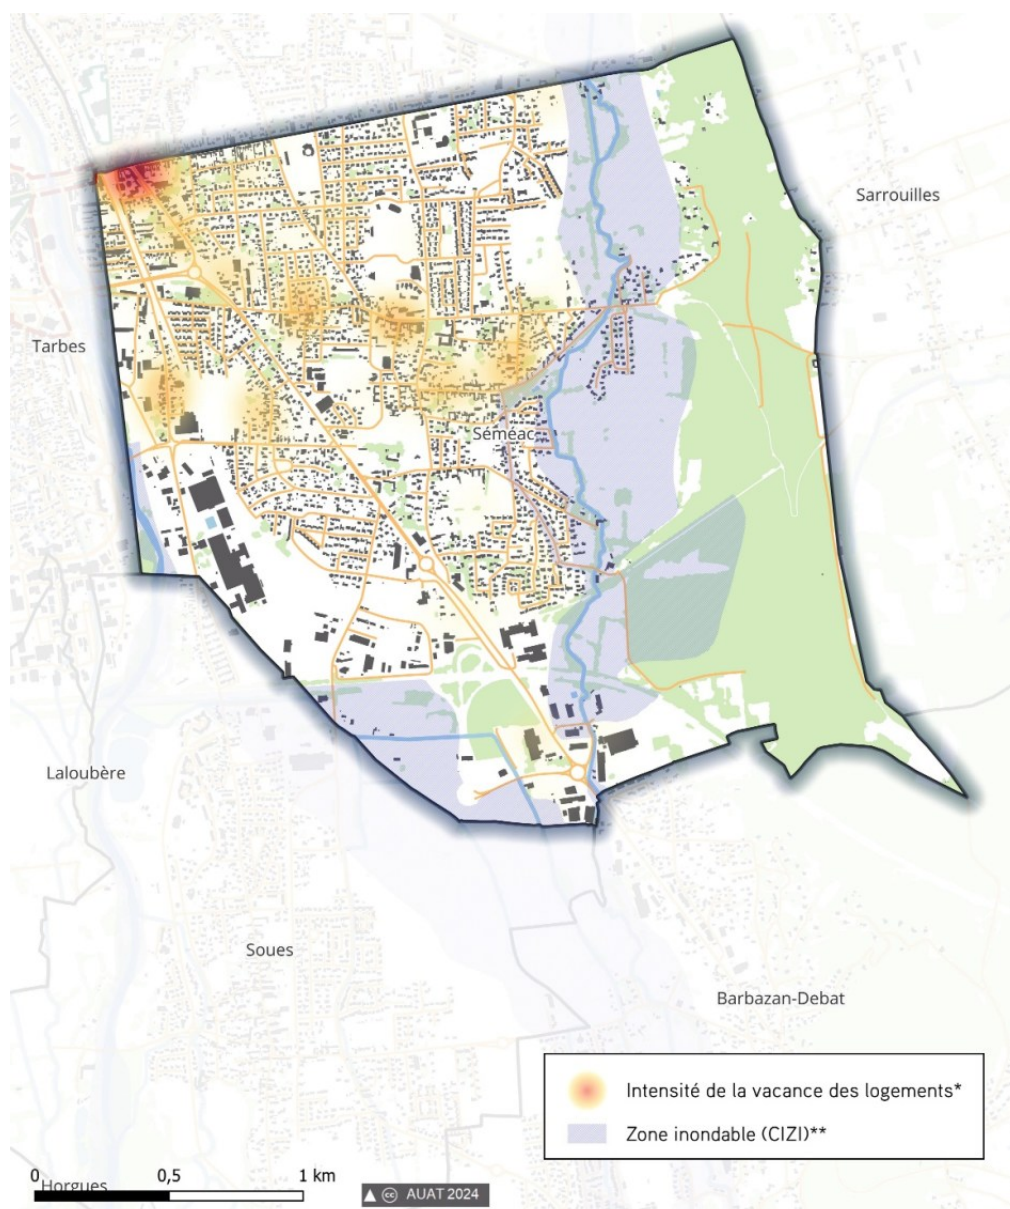 Sarrouilles
Tarbes
Séméac
Laloubère
Soues
Barbazan-Debat
Intensité de la vacance des logements*
Zone inondable (CIZI)**
0 0,5 1 km
Horgues
cc AUAT 2024